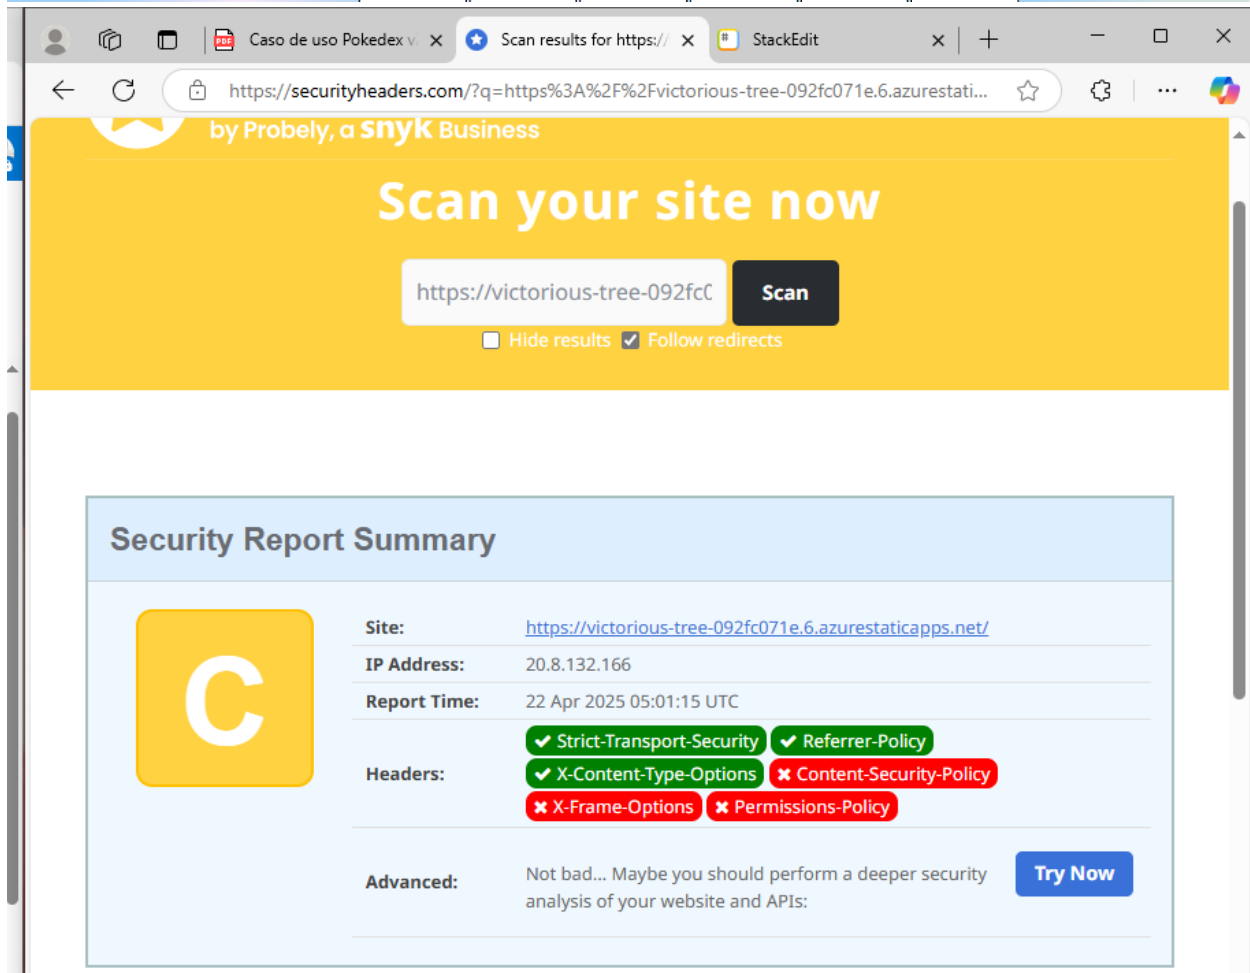 Caso de uso Pokedex v.
Scan results for https://
StackEdit
https://securityheaders.com/?q=https%3A%2F%2Fvictorious-tree-092fc071e.6.azurestati...
by Probely, a snyk Business
Scan your site now
https://victorious-tree-092fc0
Scan
Hide results Follow redirects
Security Report Summary
C
Site: https://victorious-tree-092fc071e.6.azurestaticapps.net/
IP Address: 20.8.132.166
Report Time: 22 Apr 2025 05:01:15 UTC
Headers:
Strict-Transport-Security Referrer-Policy
X-Content-Type-Options Content-Security-Policy
X-Frame-Options Permissions-Policy
Advanced:
Not bad... Maybe you should perform a deeper security
analysis of your website and APIs:
Try Now